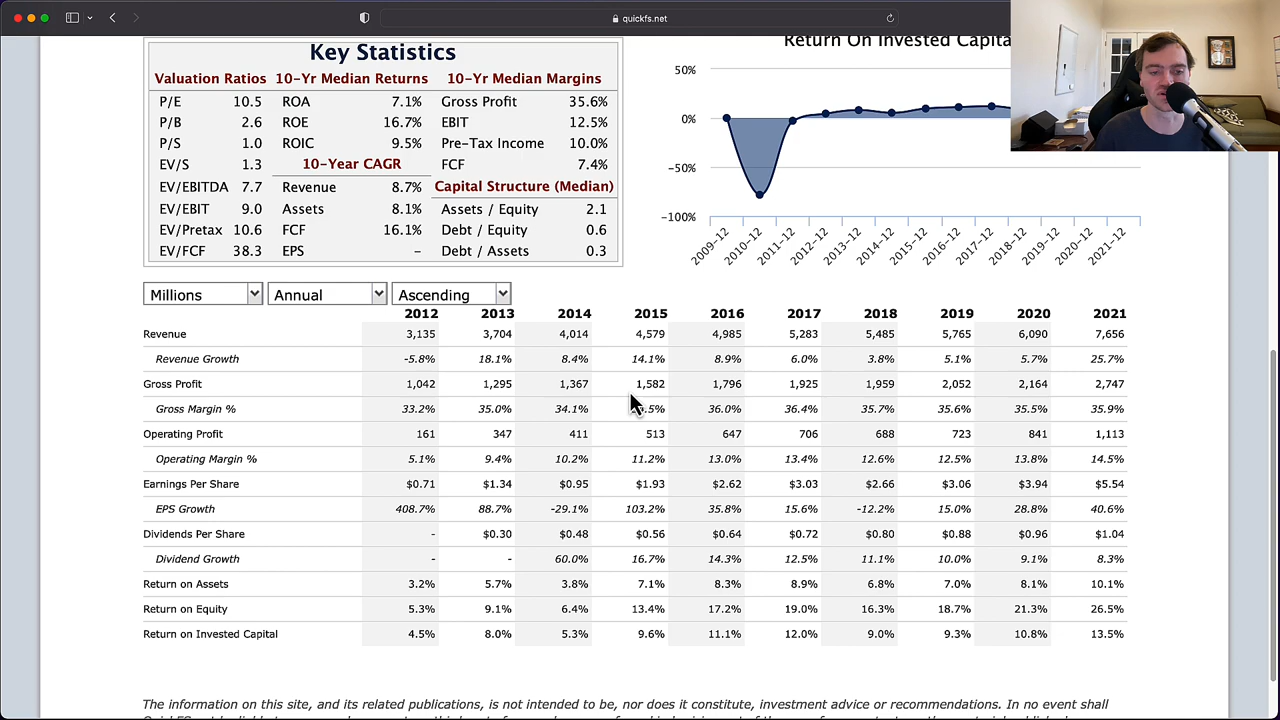 quickfs.net
Key Statistics
Valuation Ratios 10-Yr Median Returns 10-Yr Median Margins
P/E 10.5 ROA 7.1% Gross Profit 35.6%
P/B 2.6 ROE 16.7% EBIT 12.5%
P/S 1.0 ROIC 9.5% Pre-Tax Income 10.0%
EV/S 1.3 10-Year CAGR FCF 7.4%
EV/EBITDA 7.7 Revenue 8.7% Capital Structure (Median)
EV/EBIT 9.0 Assets 8.1% Assets / Equity 2.1
EV/Pretax 10.6 FCF 16.1% Debt / Equity 0.6
EV/FCF 38.3 EPS – Debt / Assets 0.3
Return On Invested Capita
50%
0%
−50%
−100%
2009-12 2010-12 2011-12 2012-12 2013-12 2014-12 2015-12 2016-12 2017-12 2018-12 2019-12 2020-12 2021-12
Millions Annual Ascending
2012 2013 2014 2015 2016 2017 2018 2019 2020 2021
Revenue 3,135 3,704 4,014 4,579 4,985 5,283 5,485 5,765 6,090 7,656
Revenue Growth -5.8% 18.1% 8.4% 14.1% 8.9% 6.0% 3.8% 5.1% 5.7% 25.7%
Gross Profit 1,042 1,295 1,367 1,582 1,796 1,925 1,959 2,052 2,164 2,747
Gross Margin % 33.2% 35.0% 34.1% .5% 36.0% 36.4% 35.7% 35.6% 35.5% 35.9%
Operating Profit 161 347 411 513 647 706 688 723 841 1,113
Operating Margin % 5.1% 9.4% 10.2% 11.2% 13.0% 13.4% 12.6% 12.5% 13.8% 14.5%
Earnings Per Share $0.71 $1.34 $0.95 $1.93 $2.62 $3.03 $2.66 $3.06 $3.94 $5.54
EPS Growth 408.7% 88.7% -29.1% 103.2% 35.8% 15.6% -12.2% 15.0% 28.8% 40.6%
Dividends Per Share - $0.30 $0.48 $0.56 $0.64 $0.72 $0.80 $0.88 $0.96 $1.04
Dividend Growth - - 60.0% 16.7% 14.3% 12.5% 11.1% 10.0% 9.1% 8.3%
Return on Assets 3.2% 5.7% 3.8% 7.1% 8.3% 8.9% 6.8% 7.0% 8.1% 10.1%
Return on Equity 5.3% 9.1% 6.4% 13.4% 17.2% 19.0% 16.3% 18.7% 21.3% 26.5%
Return on Invested Capital 4.5% 8.0% 5.3% 9.6% 11.1% 12.0% 9.0% 9.3% 10.8% 13.5%
The information on this site, and its related publications, is not intended to be, nor does it constitute, investment advice or recommendations. In no event shall